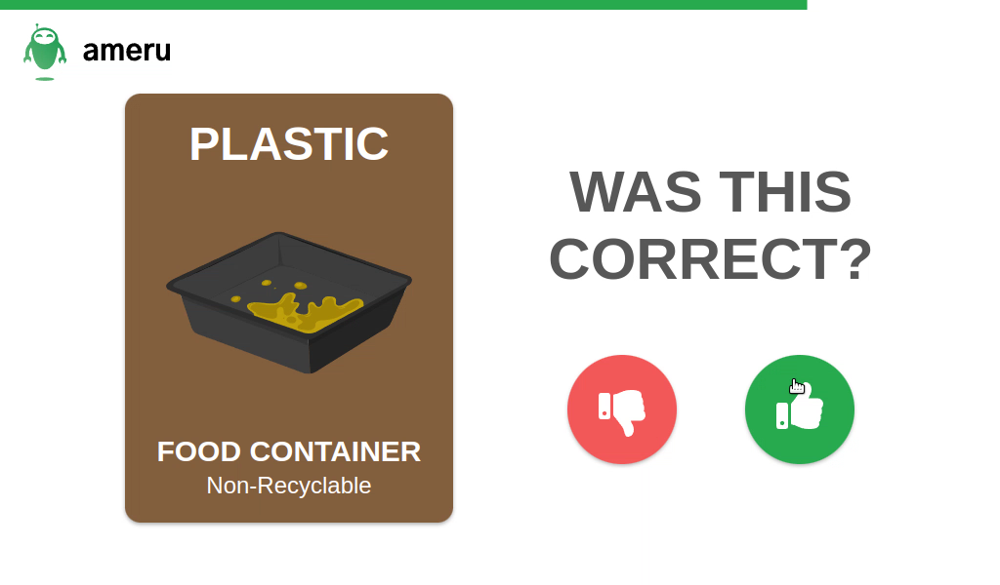 ameru
PLASTIC
WAS THIS
CORRECT?
FOOD CONTAINER
Non-Recyclable